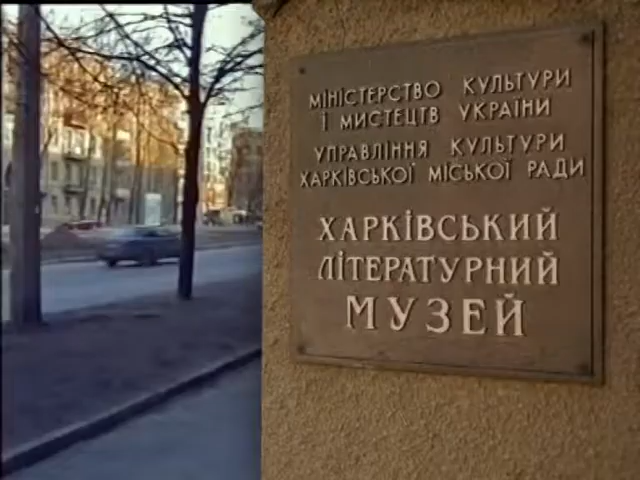 МІНІСТЕРСТВО КУЛЬТУРИ
І МИСТЕЦТВ УКРАЇНИ
УПРАВЛІННЯ КУЛЬТУРИ
ХАРКІВСЬКОЇ МІСЬКОЇ РАДИ
ХАРКІВСЬКИЙ
ЛІТЕРАТУРНИЙ
МУЗЕЙ